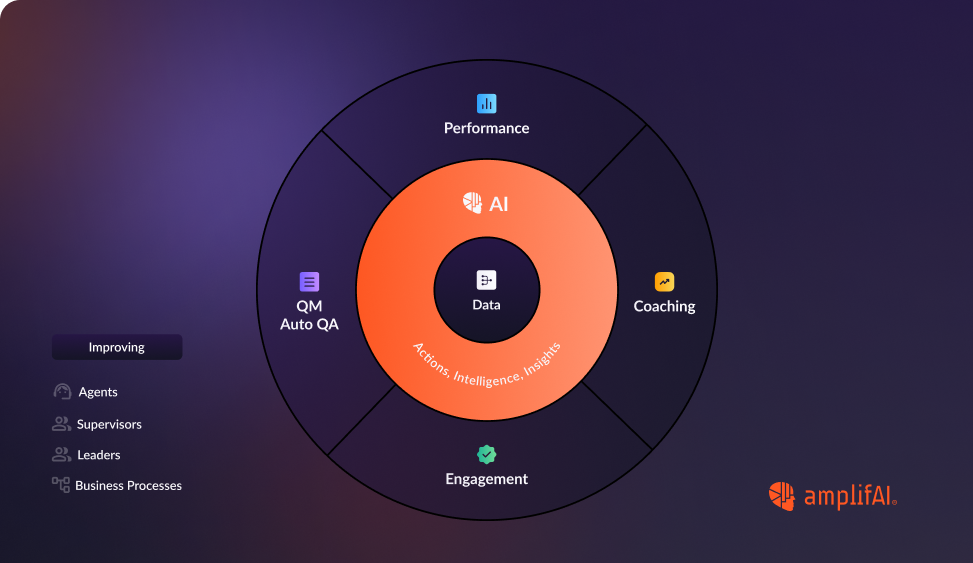 Performance
AI
Data
Actions, Intelligence, Insights
QM
Auto QA
Coaching
Engagement
Improving
Agents
Supervisors
Leaders
Business Processes
amplifAI